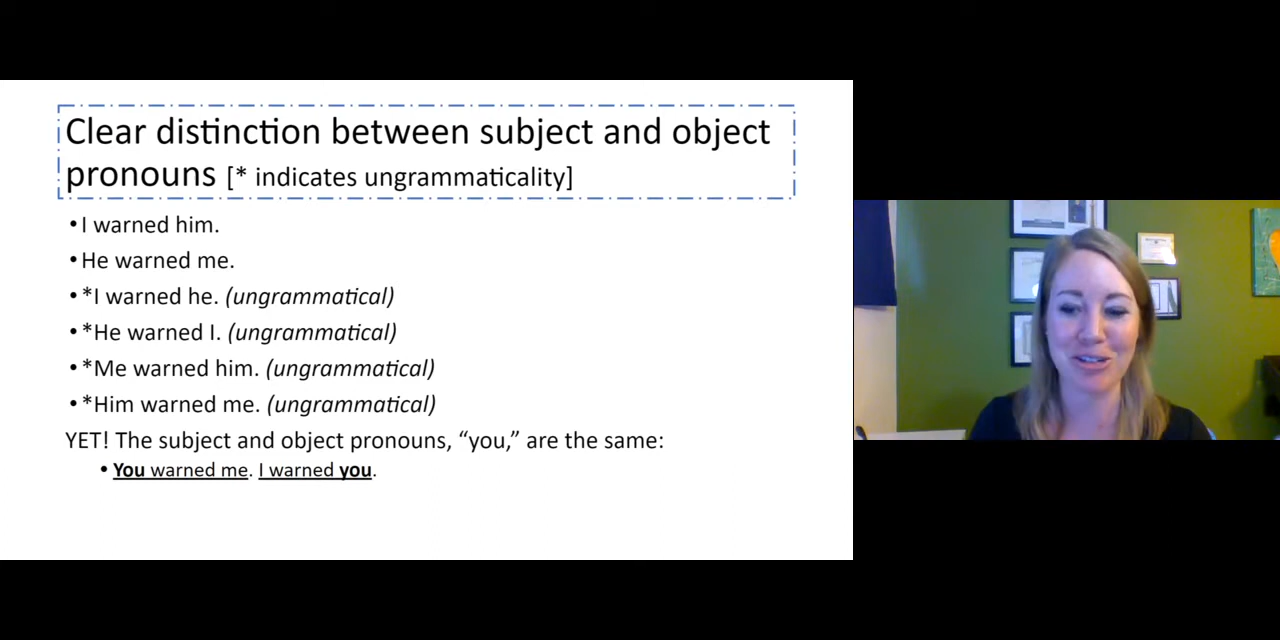 Clear distinction between subject and object
pronouns [* indicates ungrammaticality]
•I warned him.
•He warned me.
•*I warned he. (ungrammatical)
•*He warned I. (ungrammatical)
•*Me warned him. (ungrammatical)
•*Him warned me. (ungrammatical)
YET! The subject and object pronouns, “you,” are the same:
•You warned me. I warned you.